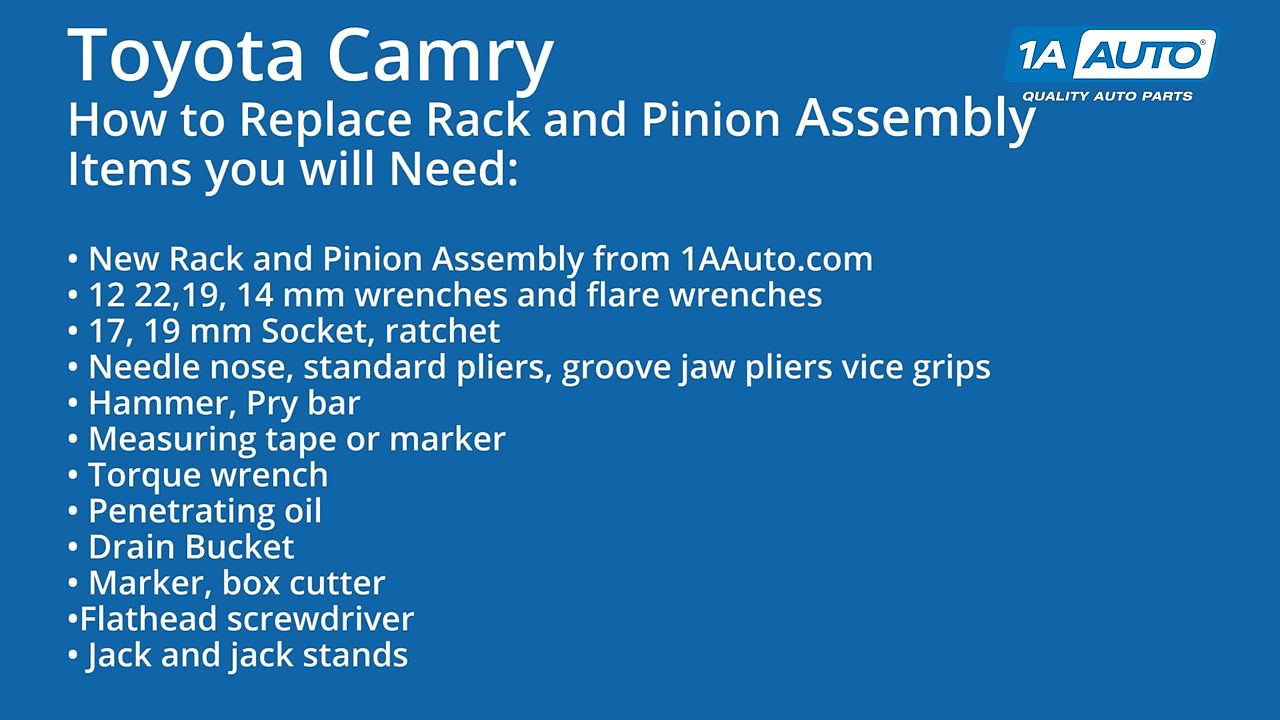 Toyota Camry
1A AUTO®
QUALITY AUTO PARTS
How to Replace Rack and Pinion Assembly
Items you will Need:
• New Rack and Pinion Assembly from 1AAuto.com
• 12 22,19, 14 mm wrenches and flare wrenches
• 17, 19 mm Socket, ratchet
• Needle nose, standard pliers, groove jaw pliers vice grips
• Hammer, Pry bar
• Measuring tape or marker
• Torque wrench
• Penetrating oil
• Drain Bucket
• Marker, box cutter
•Flathead screwdriver
• Jack and jack stands